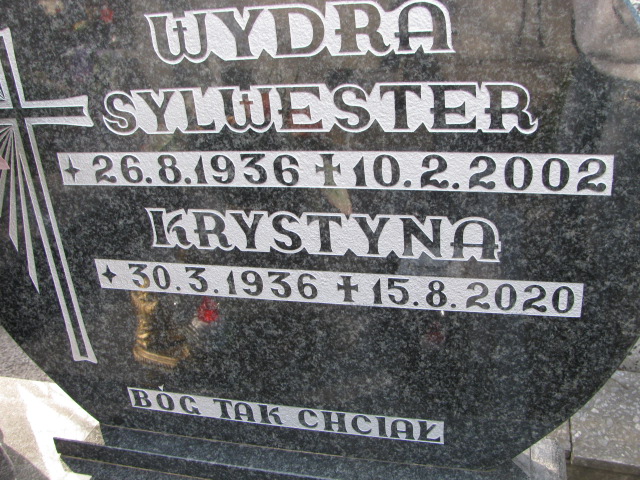 WYDRA
SYLWESTER
✦ 26.8.1936 ✝ 10.2.2002
KRYSTYNA
✦ 30.3.1936 ✝ 15.8.2020
BÓG TAK CHCIAŁ